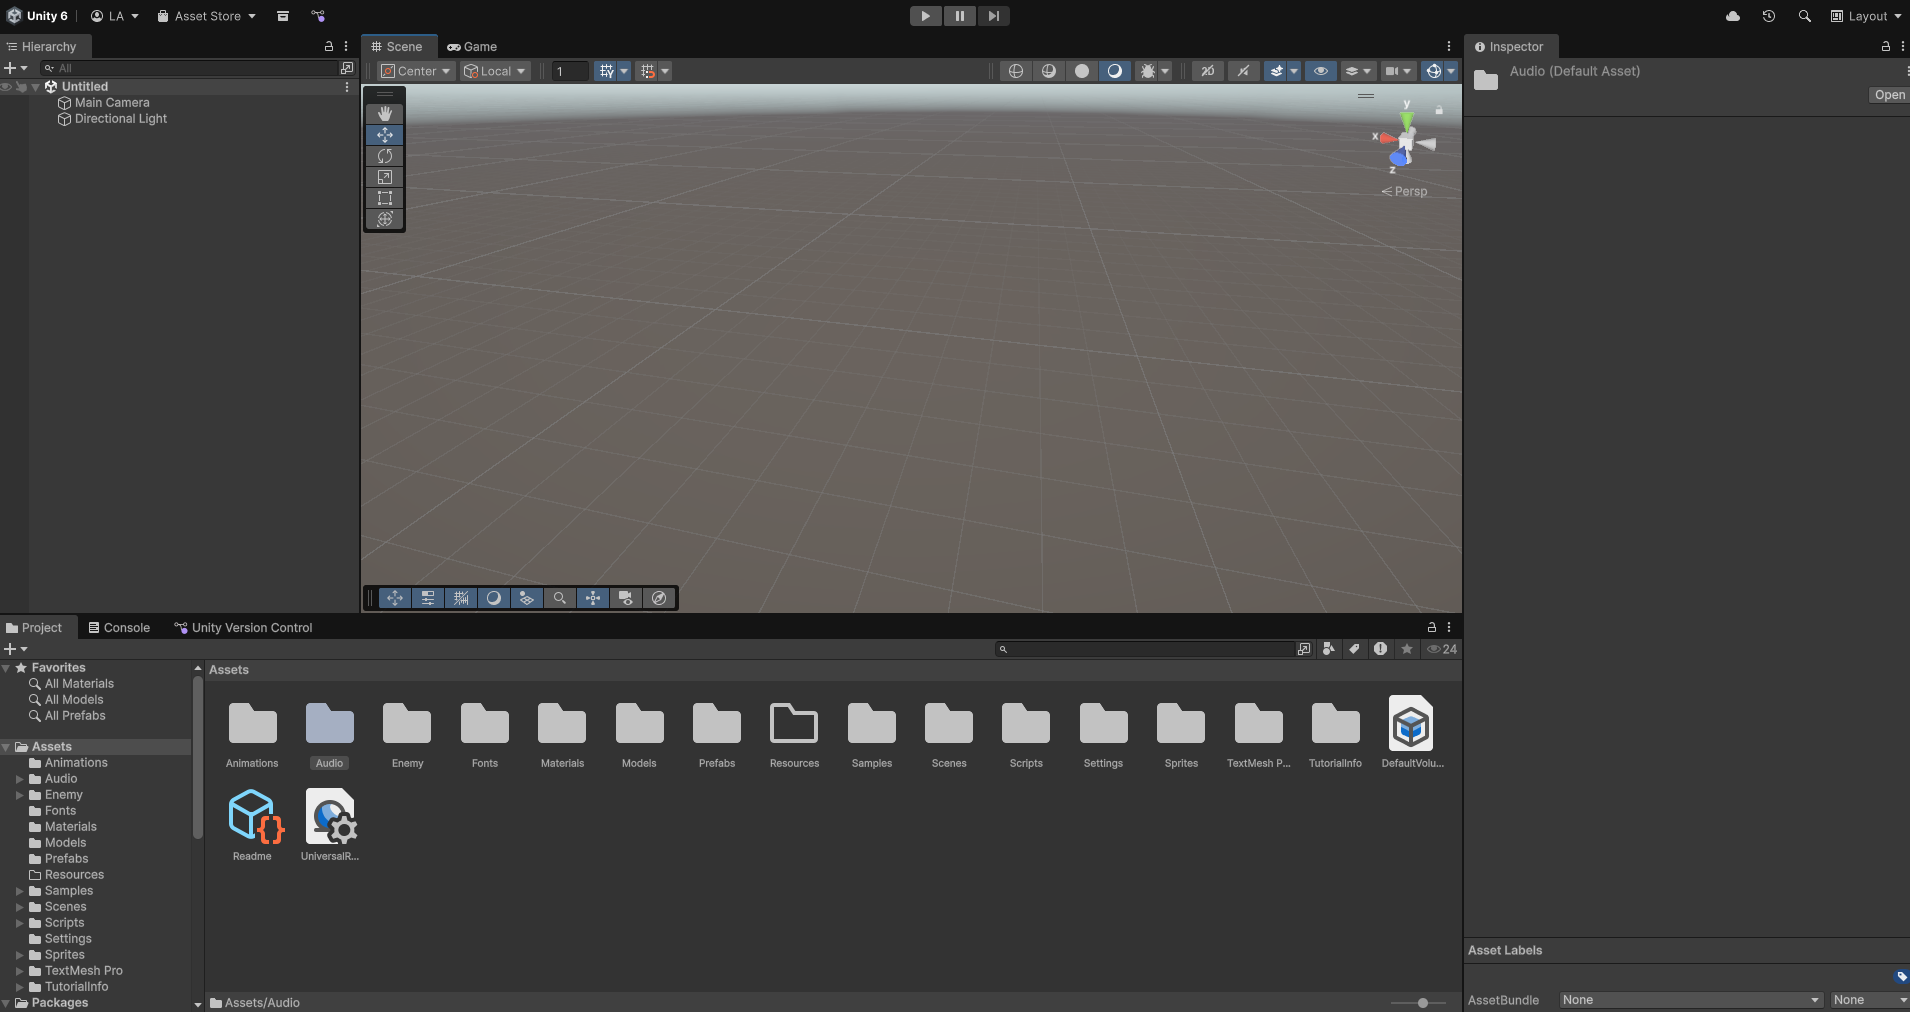 Unity 6 LA Asset Store Layout
Hierarchy
All
Untitled
Main Camera
Directional Light
Scene Game
Center Local 1 2D
y
x
z
Persp
Inspector
Audio (Default Asset)
Open
Project Console Unity Version Control
24
Favorites
All Materials
All Models
All Prefabs
Assets
Animations
Audio
Enemy
Fonts
Materials
Models
Prefabs
Resources
Samples
Scenes
Scripts
Settings
Sprites
TextMesh Pro
TutorialInfo
Packages
Assets
Animations Audio Enemy Fonts Materials Models Prefabs Resources Samples Scenes Scripts Settings Sprites TextMesh P... TutorialInfo DefaultVolu...
Readme UniversalR...
Assets/Audio
Asset Labels
AssetBundle None None